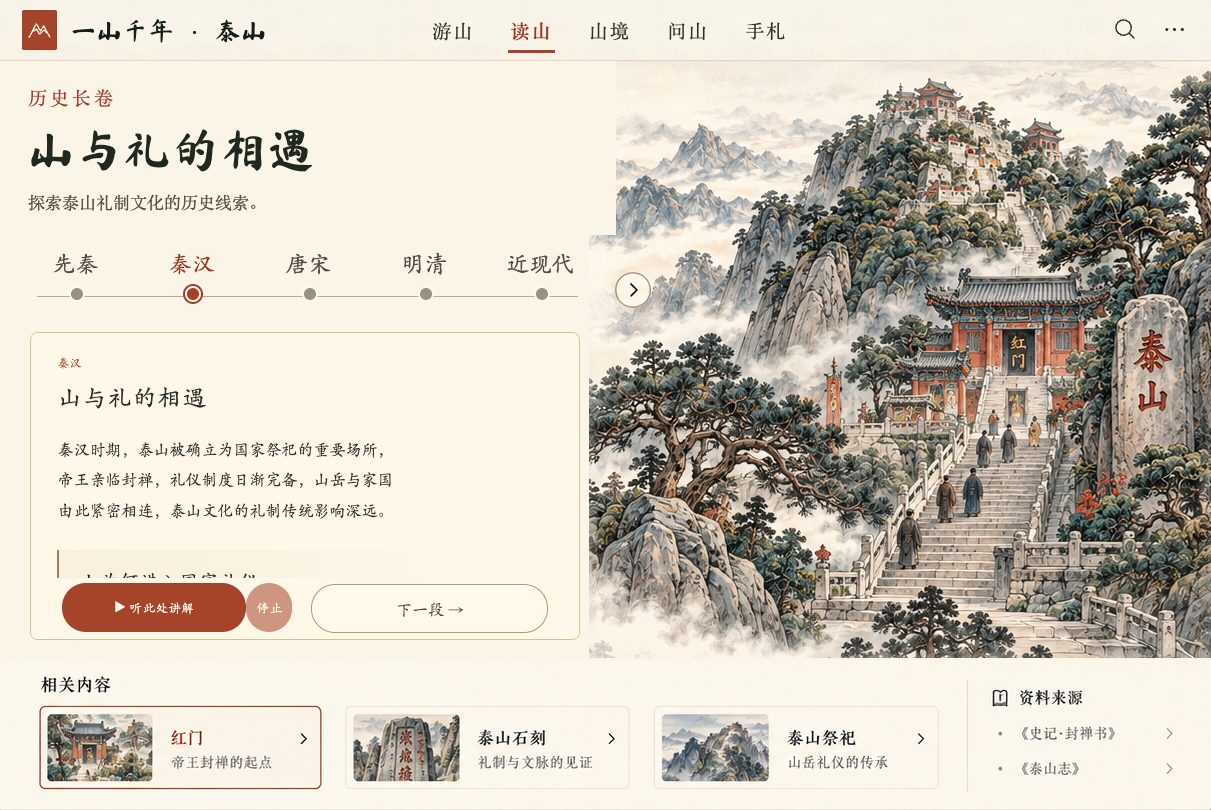 一山千年 · 泰山
游山
读山
山境
问山
手札
历史长卷
山与礼的相遇
探索泰山礼制文化的历史线索。
先秦
秦汉
唐宋
明清
近现代
秦汉
山与礼的相遇
秦汉时期，泰山被确立为国家祭祀的重要场所，
帝王亲临封禅，礼仪制度日渐完备，山岳与家国
由此紧密相连，泰山文化的礼制传统影响深远。
▶ 听此处讲解
停止
下一段 →
红门
泰山
相关内容
红门
帝王封禅的起点
泰山石刻
礼制与文脉的见证
泰山祭祀
山岳礼仪的传承
资料来源
• 《史记·封禅书》
• 《泰山志》